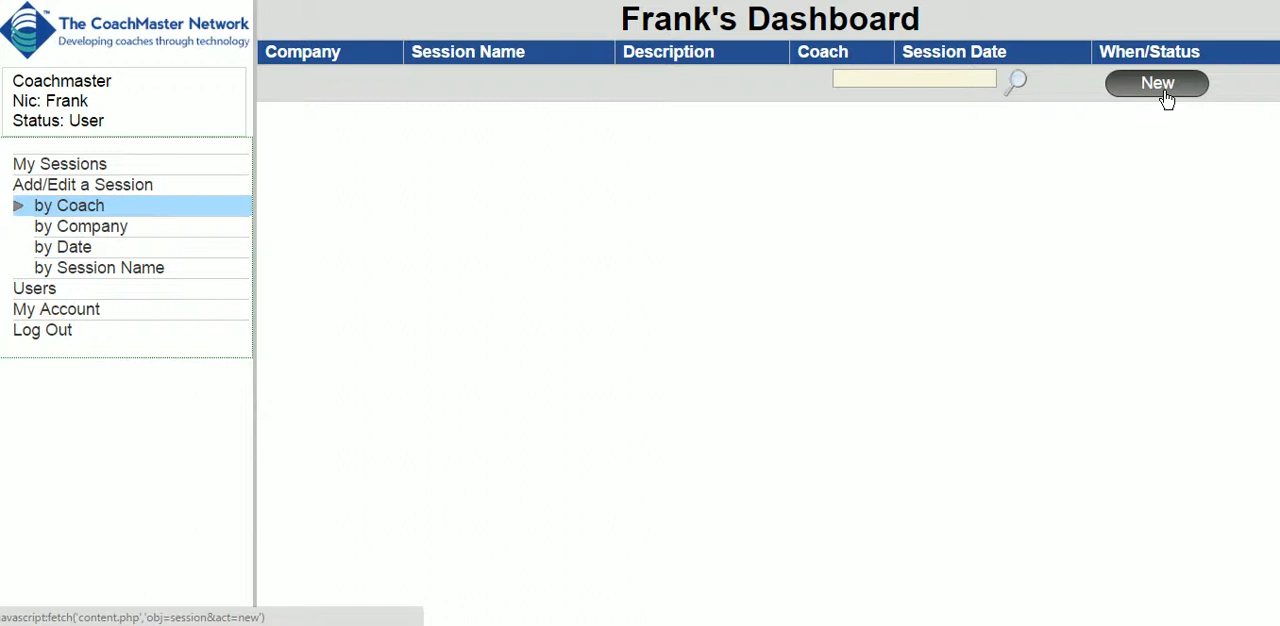 The CoachMaster Network™
Developing coaches through technology
Coachmaster
Nic: Frank
Status: User
My Sessions
Add/Edit a Session
by Coach
by Company
by Date
by Session Name
Users
My Account
Log Out
Frank's Dashboard
Company Session Name Description Coach Session Date When/Status
New
avascript:fetch('content.php','obj=session&act=new')